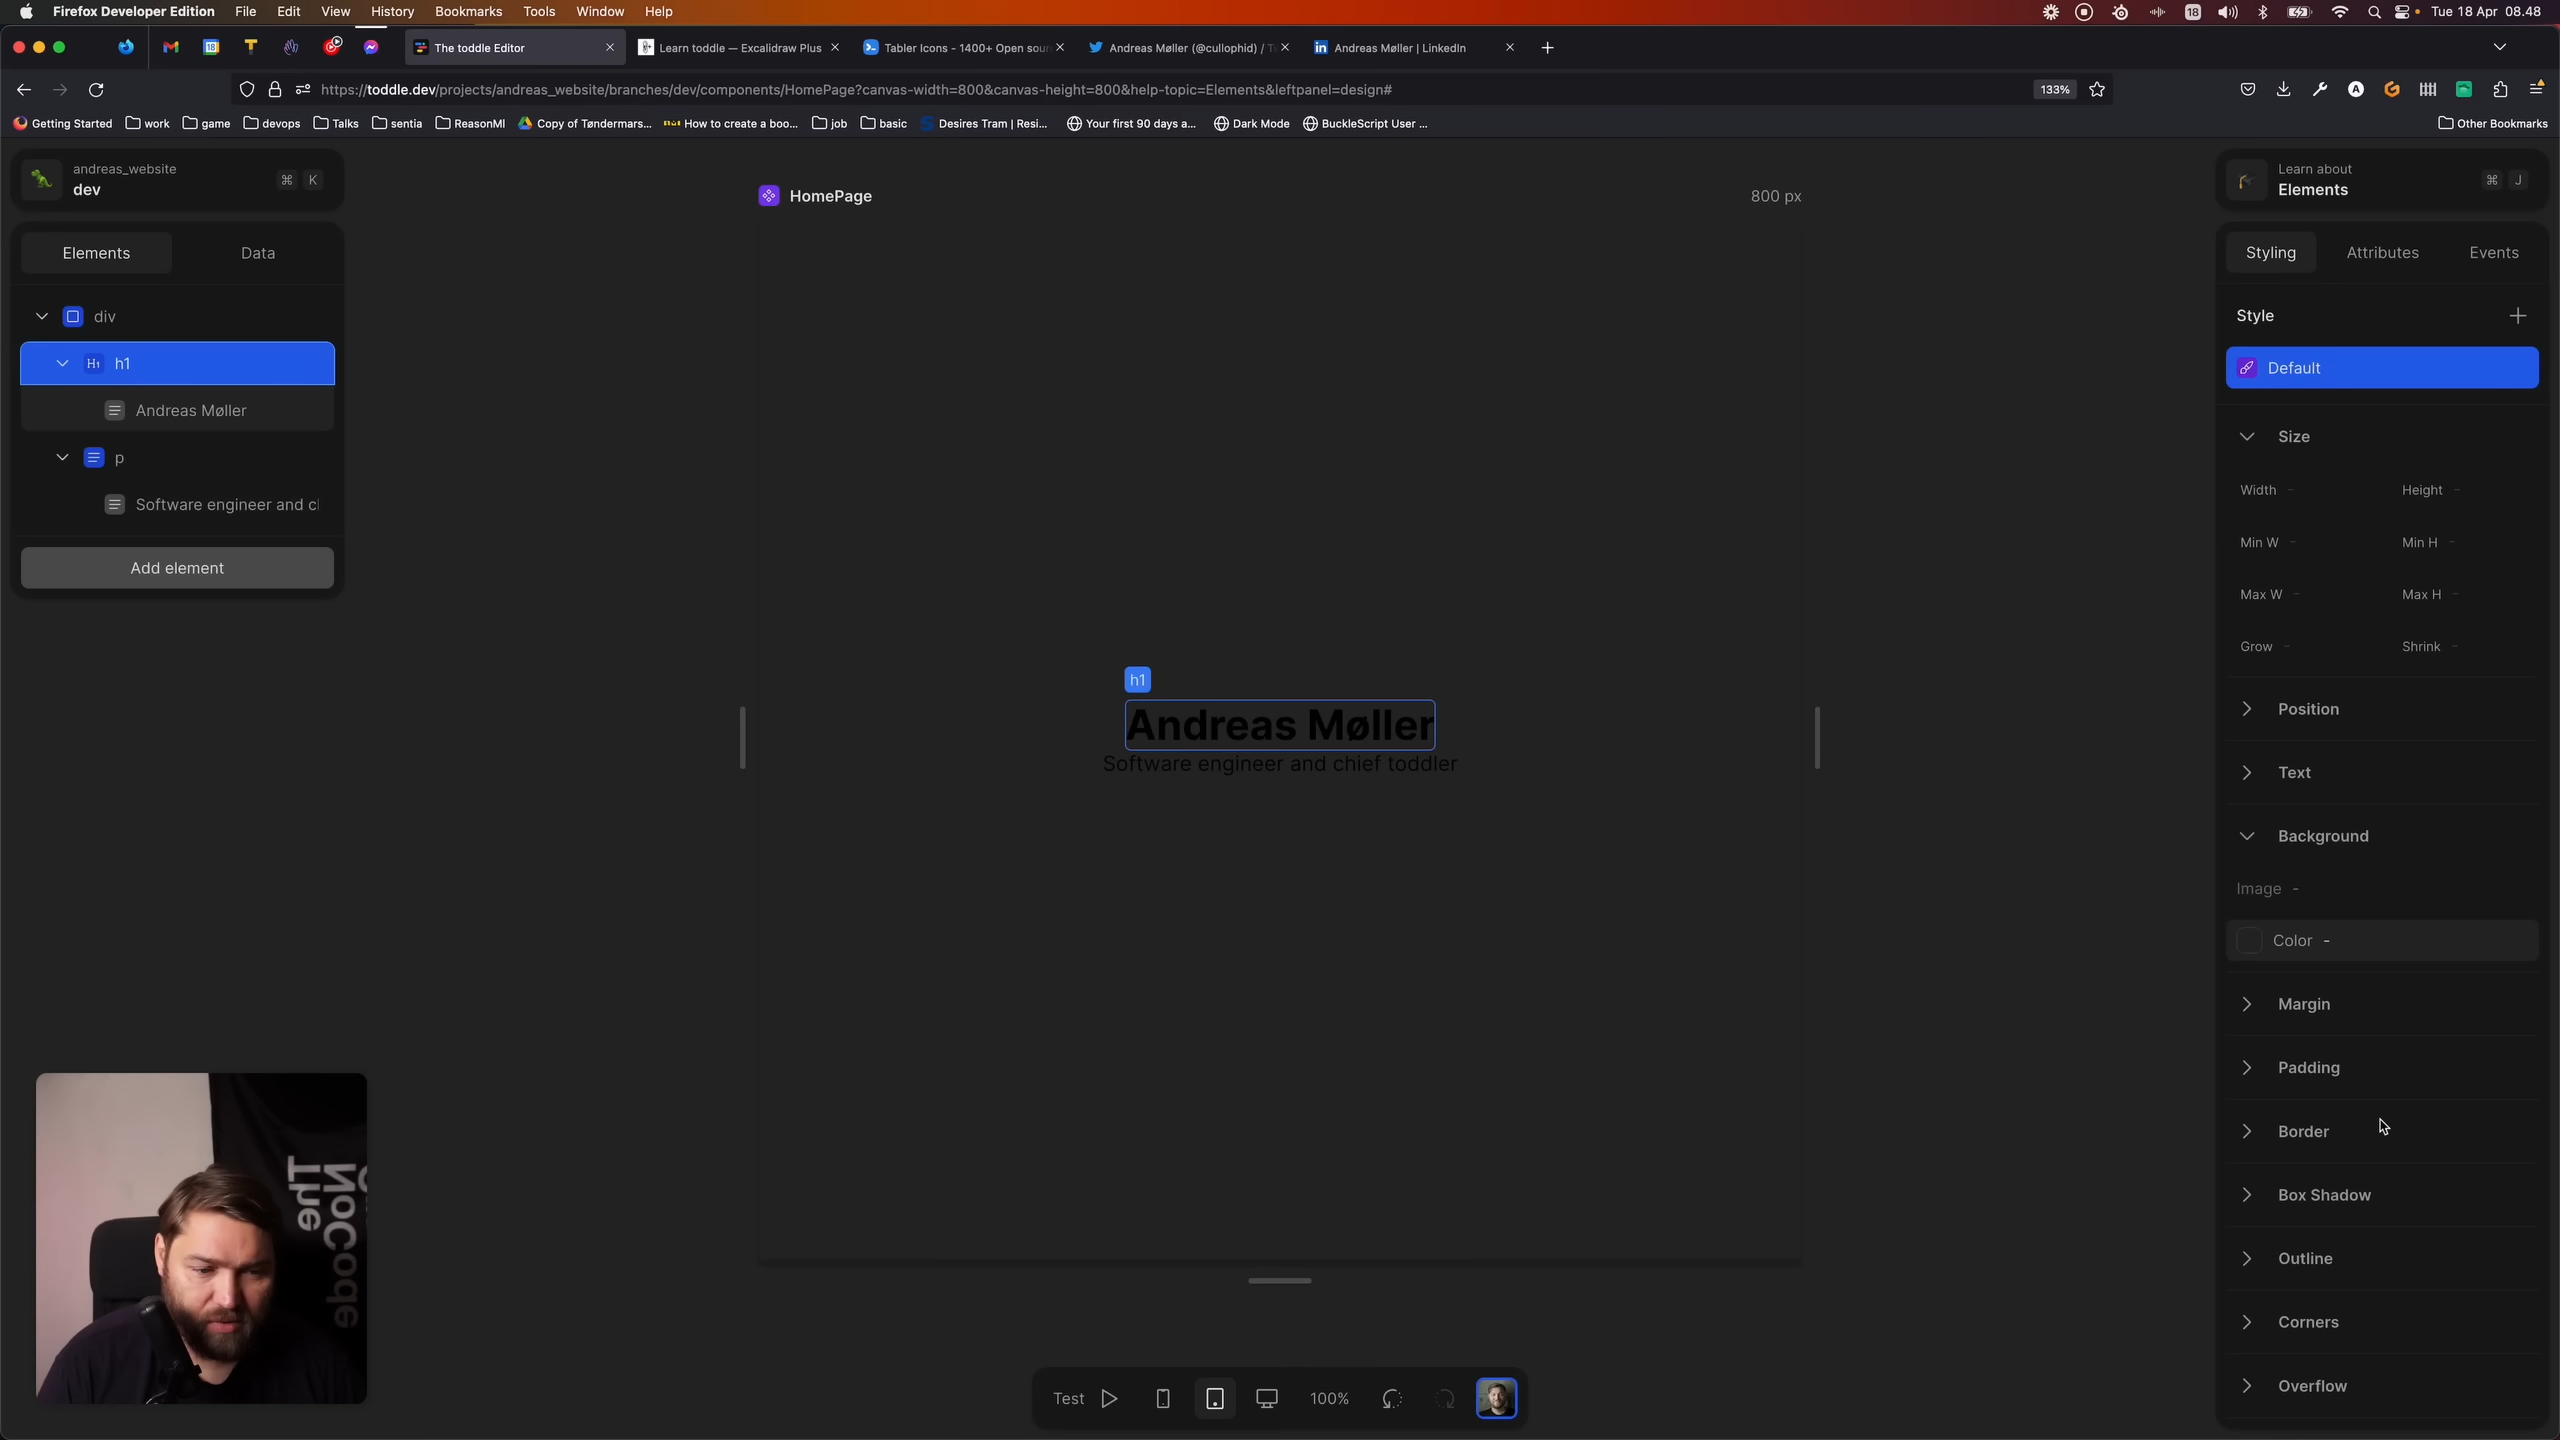 Firefox Developer Edition File Edit View History Bookmarks Tools Window Help 18 Tue 18 Apr 08.48
The toddle Editor Learn toddle — Excalidraw Plus Tabler Icons - 1400+ Open sour Andreas Møller (@cullophid) / Tw Andreas Møller | LinkedIn
https://toddle.dev/projects/andreas_website/branches/dev/components/HomePage?canvas-width=800&canvas-height=800&help-topic=Elements&leftpanel=design# 133%
Getting Started work game devops Talks sentia ReasonMl Copy of Tøndermars... How to create a boo... job basic Desires Tram | Resi... Your first 90 days a... Dark Mode BuckleScript User ... Other Bookmarks
andreas_website
dev
⌘ K
Elements Data
div
H1 h1
Andreas Møller
p
Software engineer and c
Add element
HomePage 800 px
h1
Andreas Møller
Software engineer and chief toddler
The
NoCode
Test 100%
Learn about
Elements
⌘ J
Styling Attributes Events
Style
Default
Size
Width - Height -
Min W - Min H -
Max W - Max H -
Grow - Shrink -
Position
Text
Background
Image -
Color -
Margin
Padding
Border
Box Shadow
Outline
Corners
Overflow